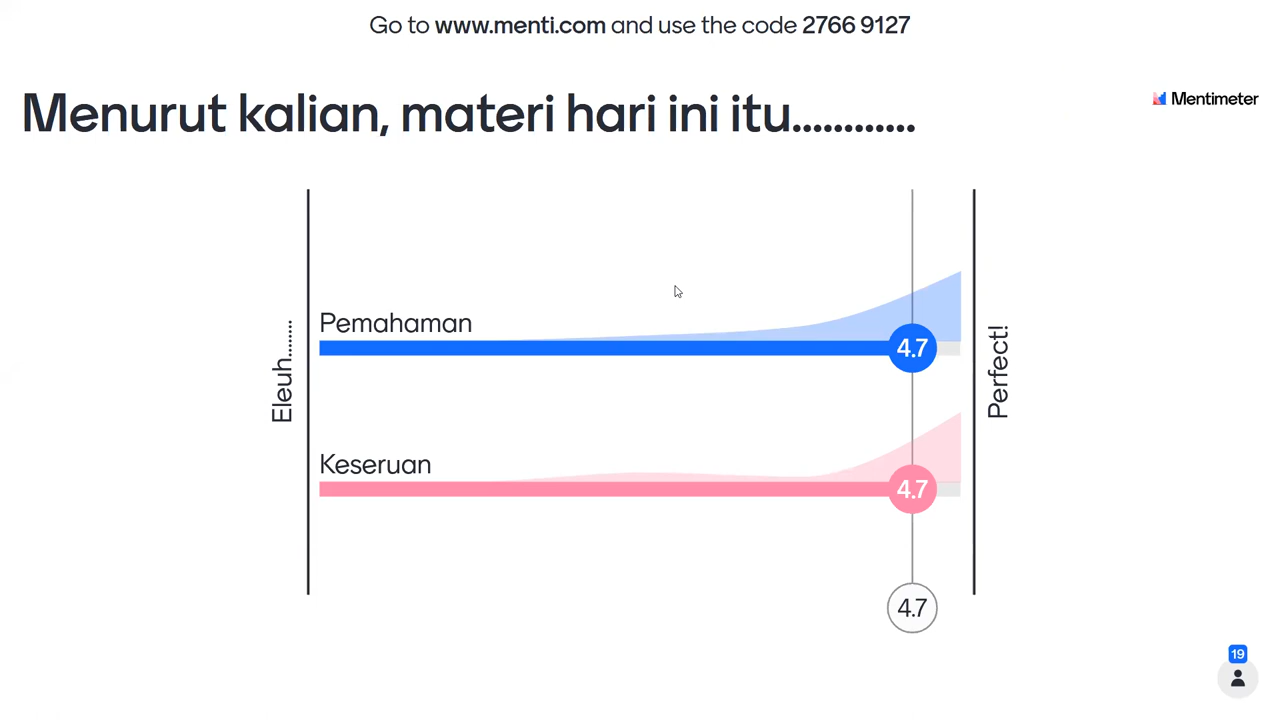 Go to www.menti.com and use the code 2766 9127
Menurut kalian, materi hari ini itu............
Mentimeter
Eleuh........
Pemahaman
4.7
Keseruan
4.7
Perfect!
4.7
19